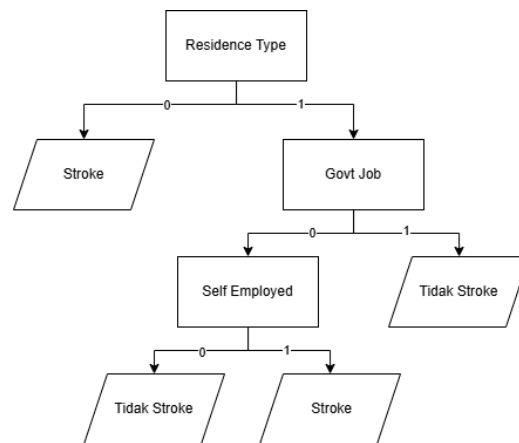 Residence Type
0
1
Stroke
Govt Job
0
1
Self Employed
Tidak Stroke
0
1
Tidak Stroke
Stroke